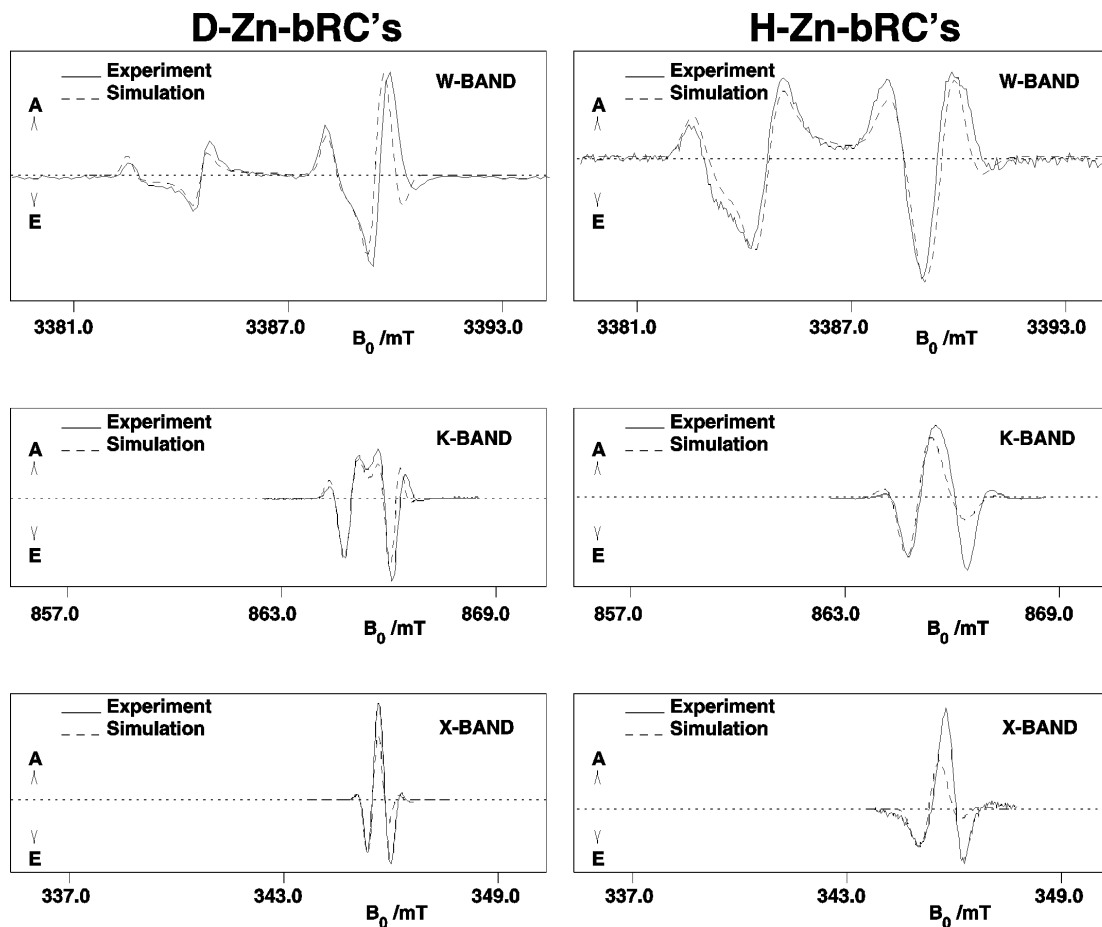 D-Zn-bRC's
H-Zn-bRC's
Experiment
Simulation
W-BAND
A
E
3381.0 3387.0 3393.0
B0 /mT
Experiment
Simulation
W-BAND
A
E
3381.0 3387.0 3393.0
B0 /mT
Experiment
Simulation
K-BAND
A
E
857.0 863.0 869.0
B0 /mT
Experiment
Simulation
K-BAND
A
E
857.0 863.0 869.0
B0 /mT
Experiment
Simulation
X-BAND
A
E
337.0 343.0 349.0
B0 /mT
Experiment
Simulation
X-BAND
A
E
337.0 343.0 349.0
B0 /mT